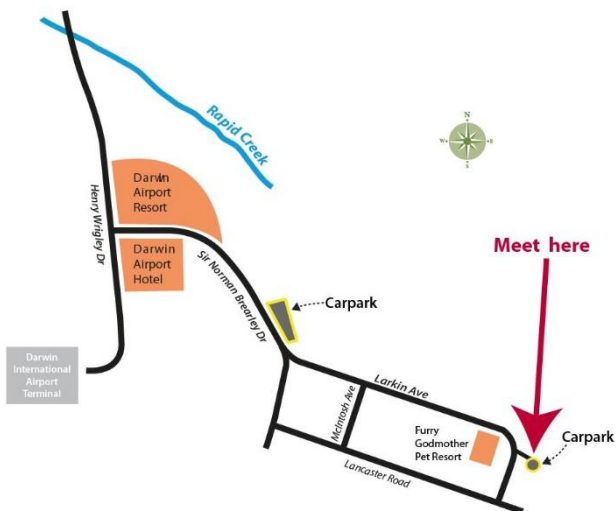 Rapid Creek
N
W
E
S
Darwin
Airport
Resort
Henry Wrigley Dr
Darwin
Airport
Hotel
Sir Norman Brearley Dr
Meet here
Carpark
Darwin
International
Airport
Terminal
Larkin Ave
McIntosh Ave
Furry
Godmother
Pet Resort
Carpark
Lancaster Road